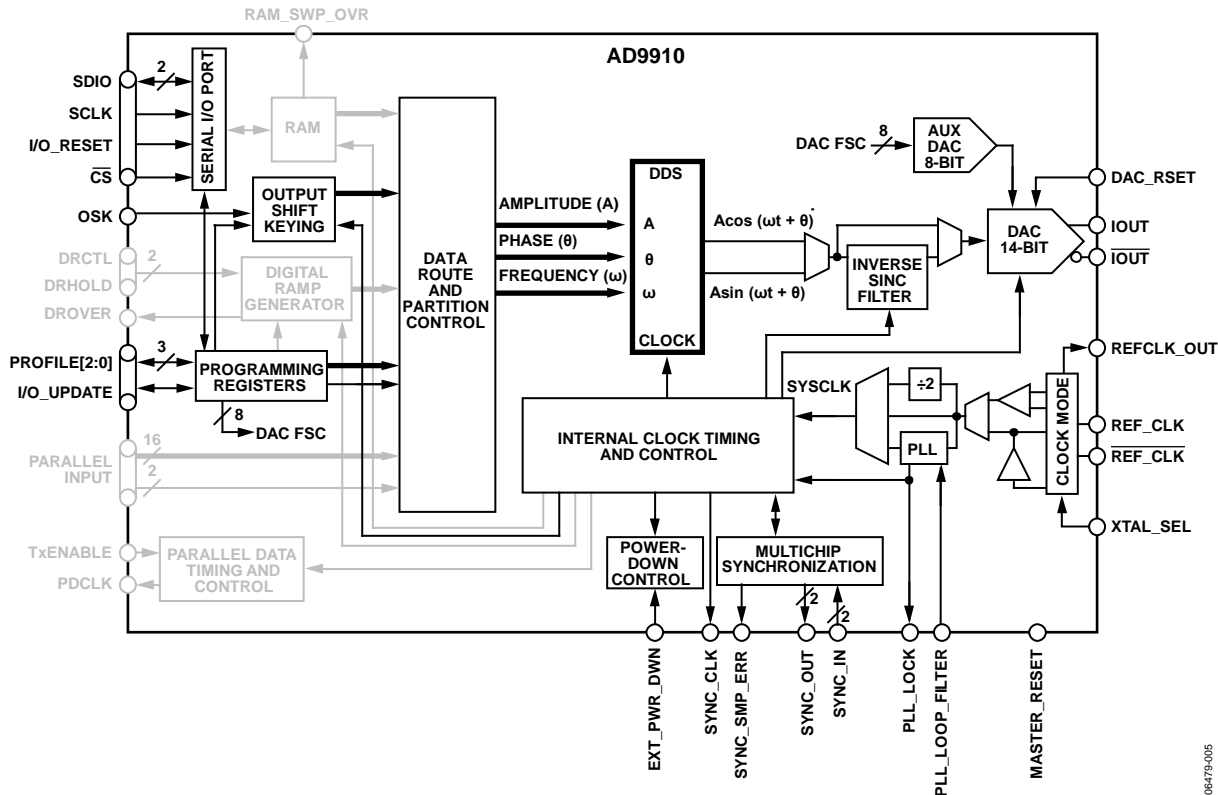 RAM_SWP_OVR
AD9910
SDIO
2
SCLK
I/O_RESET
CS
OSK
DRCTL
2
DRHOLD
DROVER
PROFILE[2:0]
3
I/O_UPDATE
16
PARALLEL
INPUT
2
TxENABLE
PDCLK
SERIAL I/O PORT
RAM
OUTPUT
SHIFT
KEYING
DIGITAL
RAMP
GENERATOR
PROGRAMMING
REGISTERS
8
DAC FSC
PARALLEL DATA
TIMING AND
CONTROL
DATA
ROUTE
AND
PARTITION
CONTROL
AMPLITUDE (A)
PHASE (θ)
FREQUENCY (ω)
DDS
A
θ
ω
CLOCK
Acos (ωt + θ)
Asin (ωt + θ)
DAC FSC
8
AUX
DAC
8-BIT
INVERSE
SINC
FILTER
DAC
14-BIT
DAC_RSET
IOUT
IOUT
REFCLK_OUT
REF_CLK
REF_CLK
XTAL_SEL
CLOCK MODE
SYSCLK
÷2
PLL
INTERNAL CLOCK TIMING
AND CONTROL
POWER-
DOWN
CONTROL
MULTICHIP
SYNCHRONIZATION
2
2
EXT_PWR_DWN
SYNC_CLK
SYNC_SMP_ERR
SYNC_OUT
SYNC_IN
PLL_LOCK
PLL_LOOP_FILTER
MASTER_RESET
06479-005